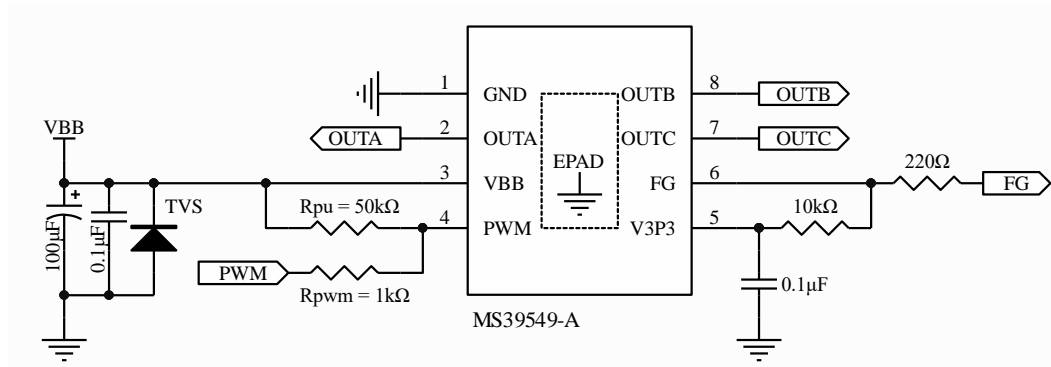 1
8
GND
OUTB
OUTB
VBB
2
7
OUTA
OUTA
OUTC
OUTC
EPAD
220Ω
3
6
VBB
FG
FG
+
TVS
Rpu = 50kΩ
4
5
10kΩ
PWM
V3P3
100μF
0.1μF
PWM
Rpwm = 1kΩ
0.1μF
MS39549-A